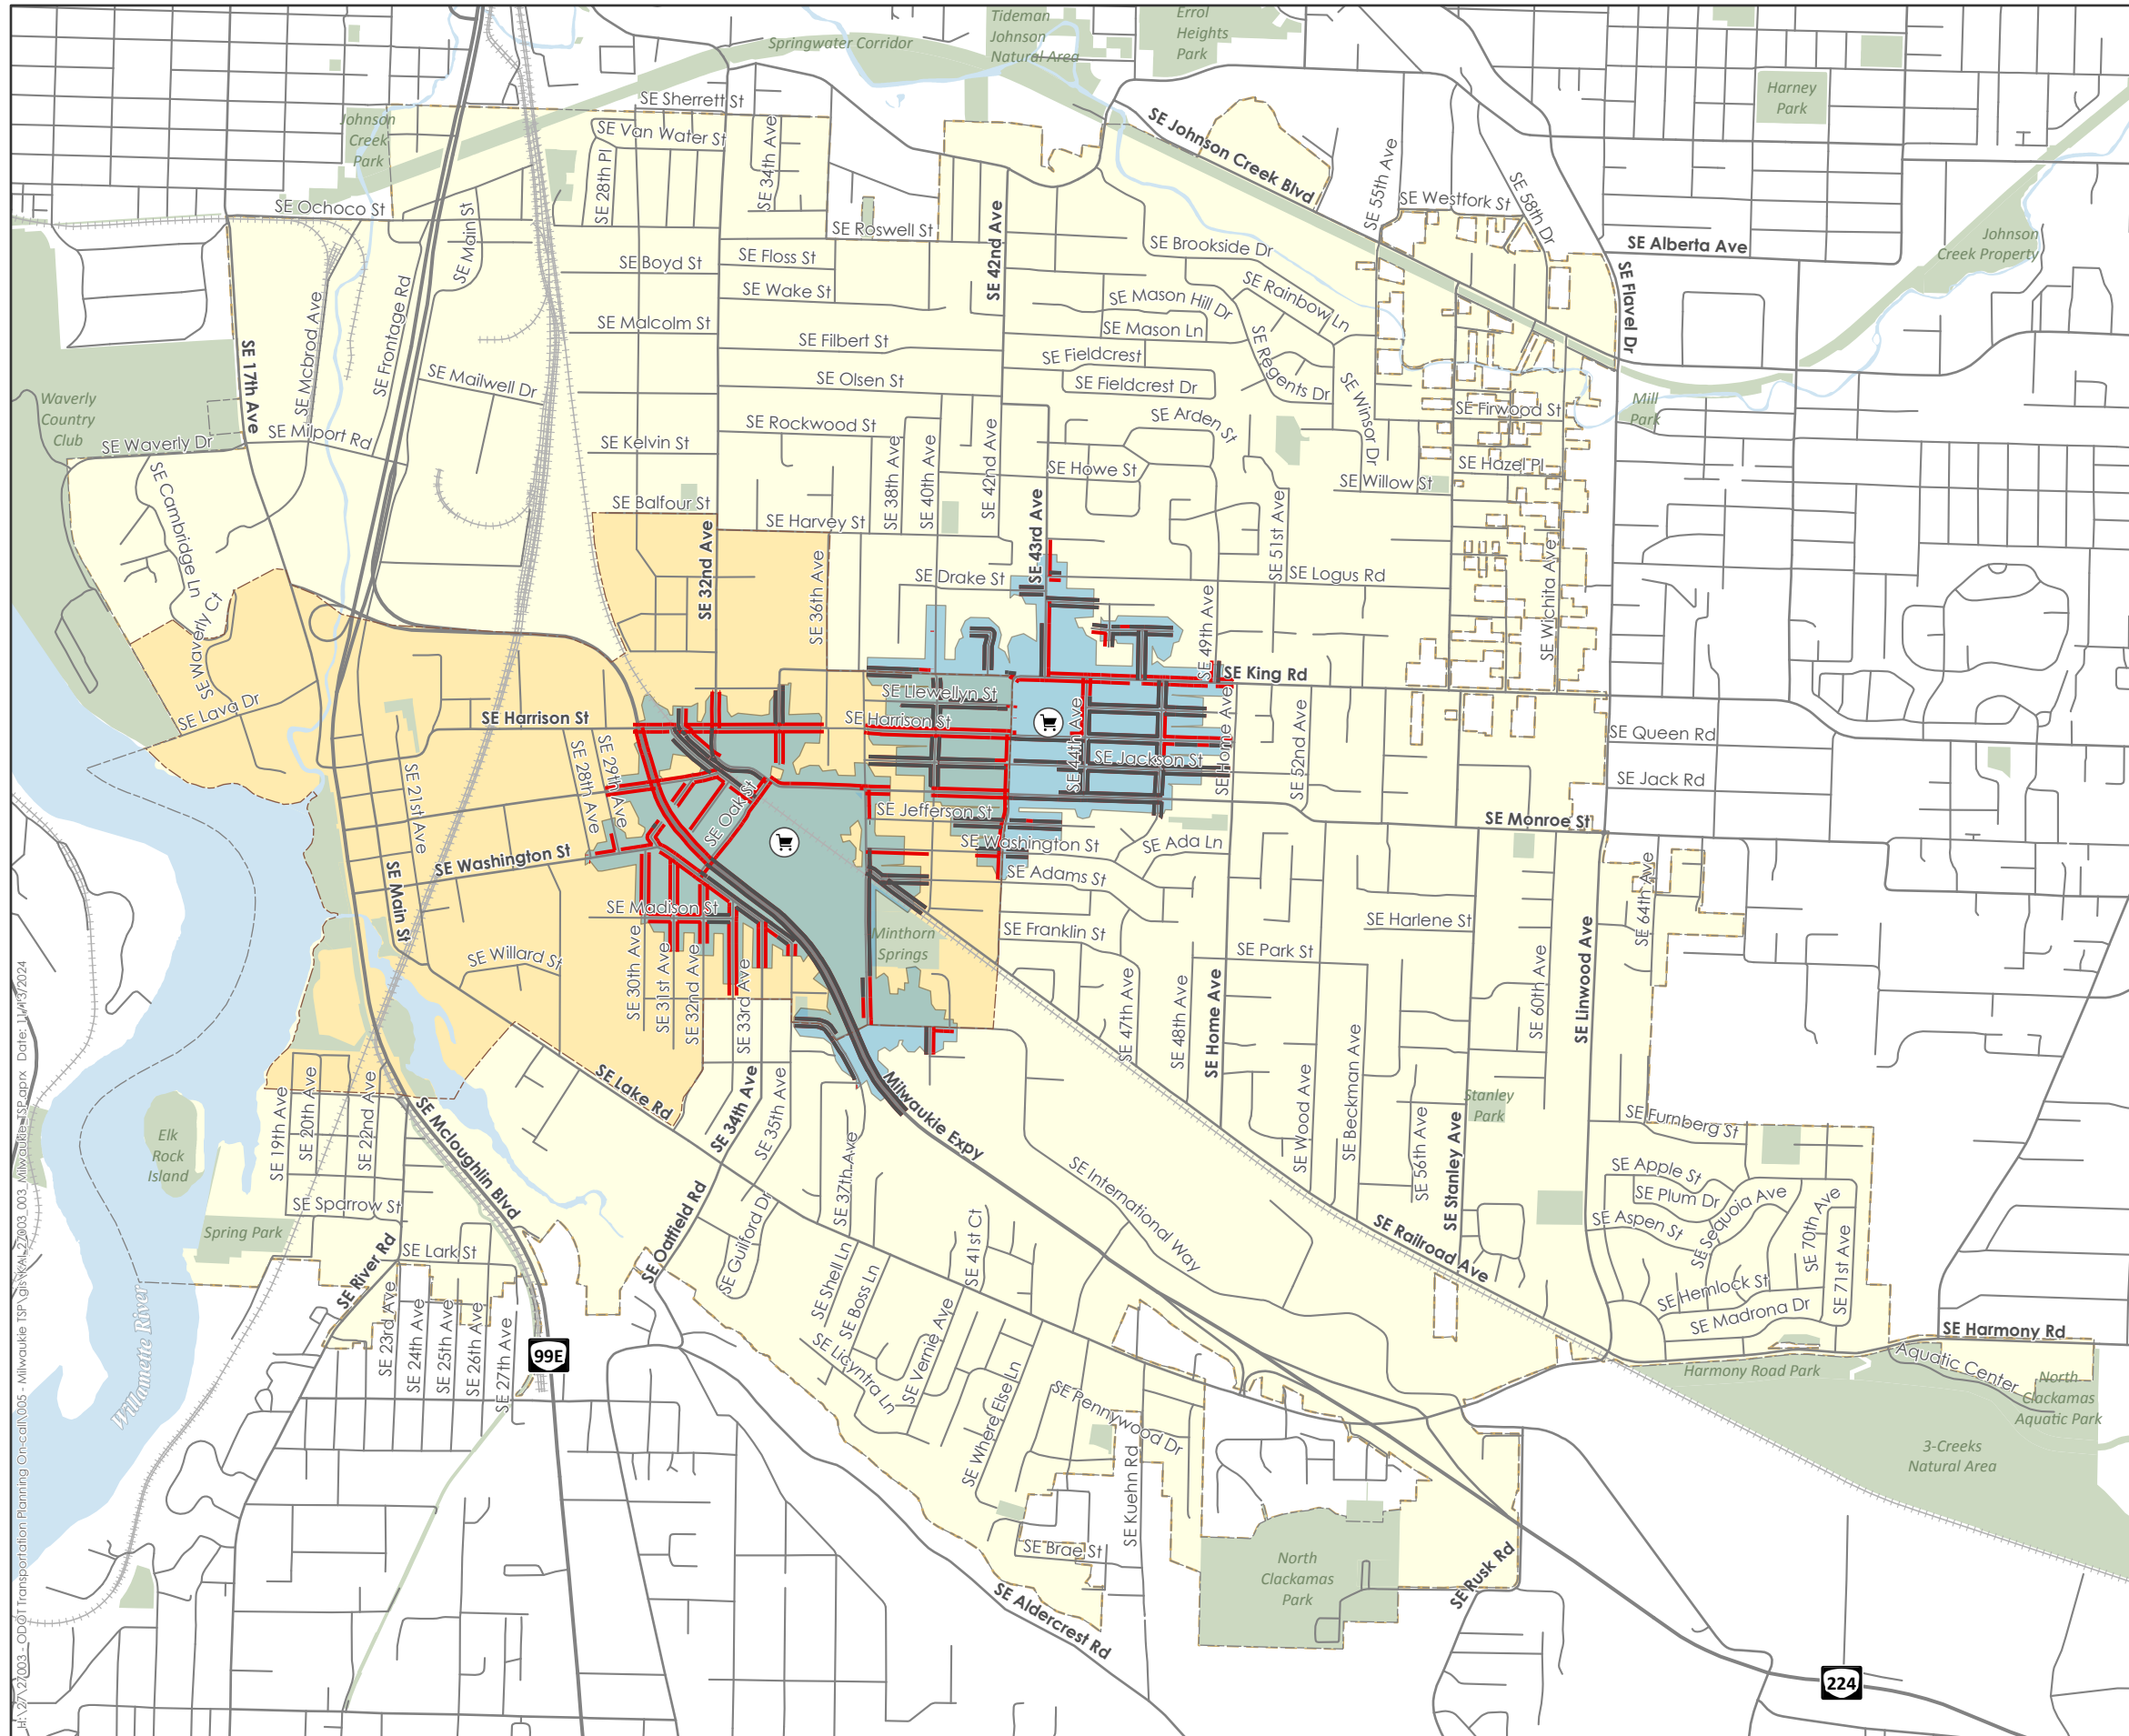 Tideman
Johnson
Natural Area
Errol
Heights
Park
Springwater Corridor
Harney
Park
SE Sherrett St
SE Van Water St
SE 34th Ave
SE 28th Pl
Johnson
Creek
Park
SE Johnson Creek Blvd
SE 55th Ave
SE Westfork St
SE 58th Dr
SE Ochoco St
SE Main St
SE Roswell St
SE 42nd Ave
SE Brookside Dr
SE Alberta Ave
Johnson
Creek Property
SE Flavel Dr
SE Boyd St
SE Floss St
SE Wake St
SE Rainbow Ln
SE Mason Hill Dr
SE Mason Ln
SE Malcolm St
SE Filbert St
SE Frontage Rd
SE Mcbrod Ave
SE 17th Ave
SE Fieldcrest
SE Fieldcrest Dr
SE Regents Dr
SE Winsor Dr
SE Mailwell Dr
SE Olsen St
SE Arden St
SE Firwood St
Mill
Park
Waverly
Country
Club
SE Waverly Dr
SE Milport Rd
SE Rockwood St
SE Kelvin St
SE 38th Ave
SE 40th Ave
SE 42nd Ave
SE Howe St
SE Hazel Pl
SE Willow St
SE Cambridge Ln
SE Balfour St
SE Harvey St
SE 43rd Ave
SE 51st Ave
SE 32nd Ave
SE 36th Ave
SE Drake St
SE Logus Rd
SE Wichita Ave
SE 49th Ave
SE Waverly Ct
SE Lava Dr
SE King Rd
SE Llewellyn St
SE Harrison St
SE Harrison St
SE 44th Ave
SE Home Ave
SE 52nd Ave
SE Queen Rd
SE Jackson St
SE Jack Rd
SE 28th Ave
SE 29th Ave
SE 21st Ave
SE Oak St
SE Jefferson St
SE Monroe St
SE Washington St
SE Washington St
SE Ada Ln
SE Main St
SE Adams St
SE 64th Ave
SE Madison St
SE Harlene St
Minthorn
Springs
SE Franklin St
SE Park St
SE Willard St
SE 30th Ave
SE 31st Ave
SE 32nd Ave
SE 33rd Ave
SE 47th Ave
SE 48th Ave
SE Home Ave
SE 60th Ave
SE Linwood Ave
SE Lake Rd
SE 34th Ave
SE 35th Ave
Milwaukie Expy
SE Wood Ave
SE Beckman Ave
SE 56th Ave
SE Stanley Ave
Stanley
Park
SE Furnberg St
SE 19th Ave
SE 20th Ave
SE 22nd Ave
SE Mcloughlin Blvd
Elk
Rock
Island
SE 37th Ave
SE International Way
SE Apple St
SE Plum Dr
SE Sequoia Ave
SE Aspen St
SE 70th Ave
SE 71st Ave
SE Sparrow St
Spring Park
SE Lark St
SE River Rd
SE Oatfield Rd
SE Guilford Dr
SE Shell Ln
SE Boss Ln
SE 41st Ct
SE Railroad Ave
SE Hemlock St
SE Madrona Dr
SE Harmony Rd
Aquatic Center
Harmony Road Park
North
Clackamas
Aquatic Park
SE 23rd Ave
SE 24th Ave
SE 25th Ave
SE 26th Ave
SE 27th Ave
99E
SE Licyntra Ln
SE Vernie Ave
SE Where Else Ln
SE Pennywood Dr
SE Kuehn Rd
Willamette River
3-Creeks
Natural Area
SE Brae St
North
Clackamas
Park
SE Rusk Rd
SE Aldercrest Rd
224